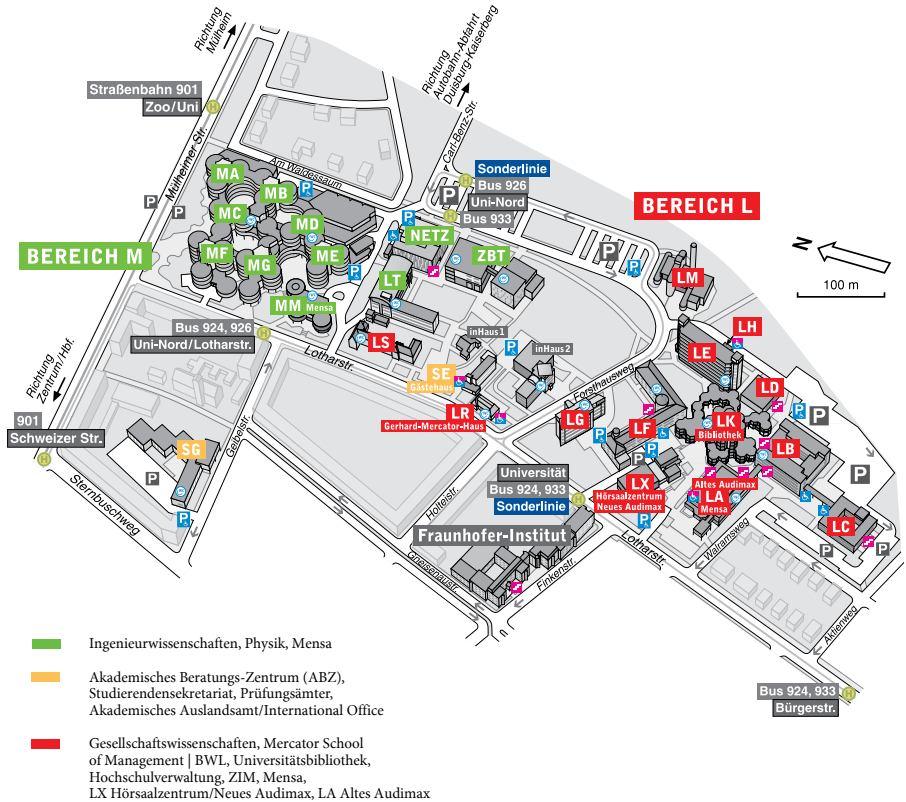 Richtung
Mülheim
Richtung
Autobahn-Abfahrt
Duisburg-Kaiserberg
Straßenbahn 901
Zoo/Uni
H
Mülheimer Str.
Carl-Benz-Str.
Am Waldessaum
Sonderlinie
Bus 926
Uni-Nord
Bus 933
H
H
P
P
P
P
P
MA
MB
MC
MD
MF
MG
ME
MM Mensa
BEREICH M
BEREICH L
NETZ
ZBT
LT
LS
N
100 m
LM
LH
LE
LD
inHaus1
inHaus2
SE
Gästehaus
LR
Gerhard-Mercator-Haus
Forsthausweg
LG
LF
LK
Bibliothek
LB
P
P
P
Bus 924, 926
Uni-Nord/Lotharstr.
H
Lotharstr.
Richtung
Zentrum/Hbf.
901
Schweizer Str.
H
SG
P
P
Geibelstr.
Sternbuschweg
Holteistr.
Gneisenaustr.
Universität
Bus 924, 933
Sonderlinie
H
Fraunhofer-Institut
Finkenstr.
LX
Hörsaalzentrum
Neues Audimax
P
Altes Audimax
LA
Mensa
LC
P
P
Lotharstr.
Walramsweg
Aktienweg
Bus 924, 933
Bürgerstr.
H
Ingenieurwissenschaften, Physik, Mensa
Akademisches Beratungs-Zentrum (ABZ),
Studierendensekretariat, Prüfungsämter,
Akademisches Auslandsamt/International Office
Gesellschaftswissenschaften, Mercator School
of Management | BWL, Universitätsbibliothek,
Hochschulverwaltung, ZIM, Mensa,
LX Hörsaalzentrum/Neues Audimax, LA Altes Audimax